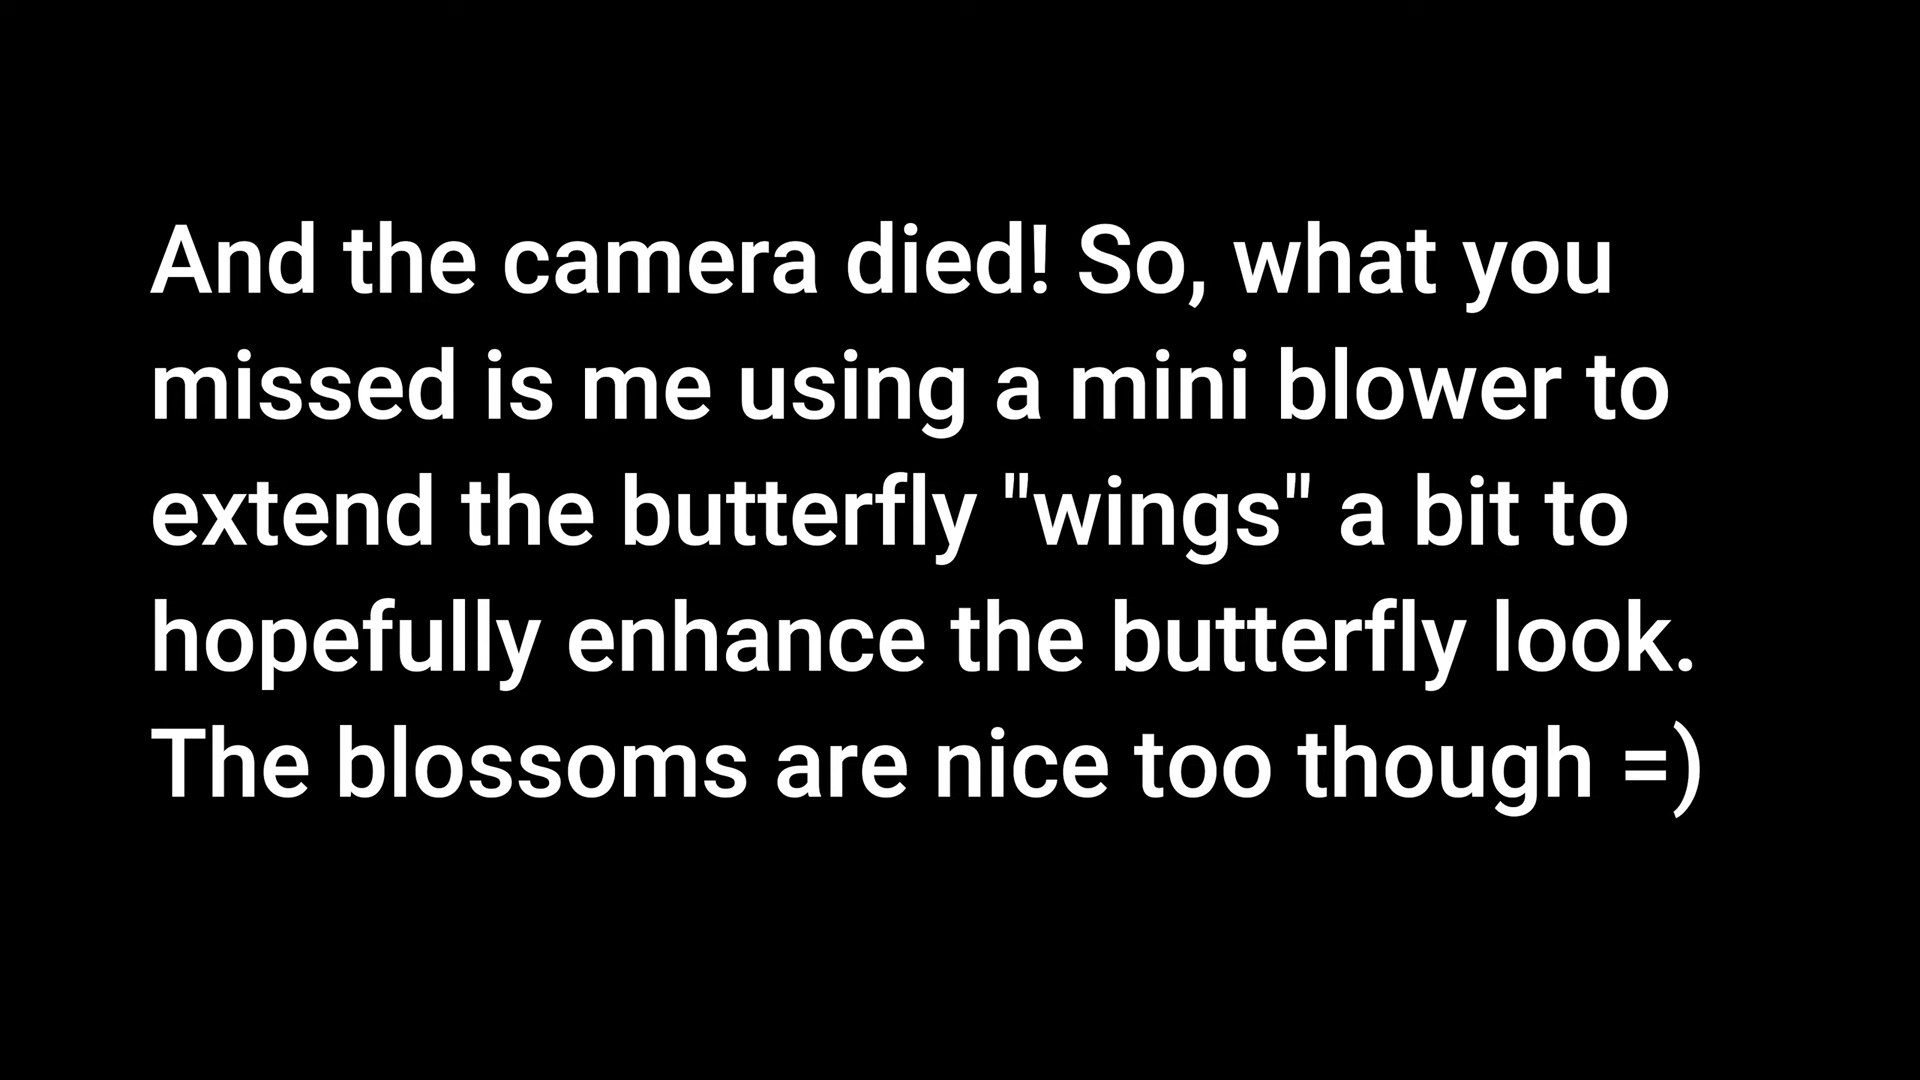 And the camera died! So, what you
missed is me using a mini blower to
extend the butterfly "wings" a bit to
hopefully enhance the butterfly look.
The blossoms are nice too though =)